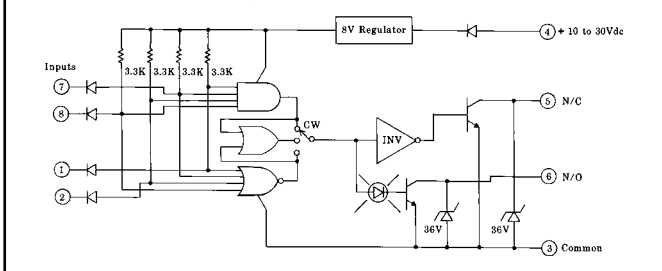 8V Regulator
4 + 10 to 30Vdc
Inputs
3.3K 3.3K 3.3K 3.3K
7
8
CW
INV
5 N/C
1
2
6 N/O
36V
36V
3 Common